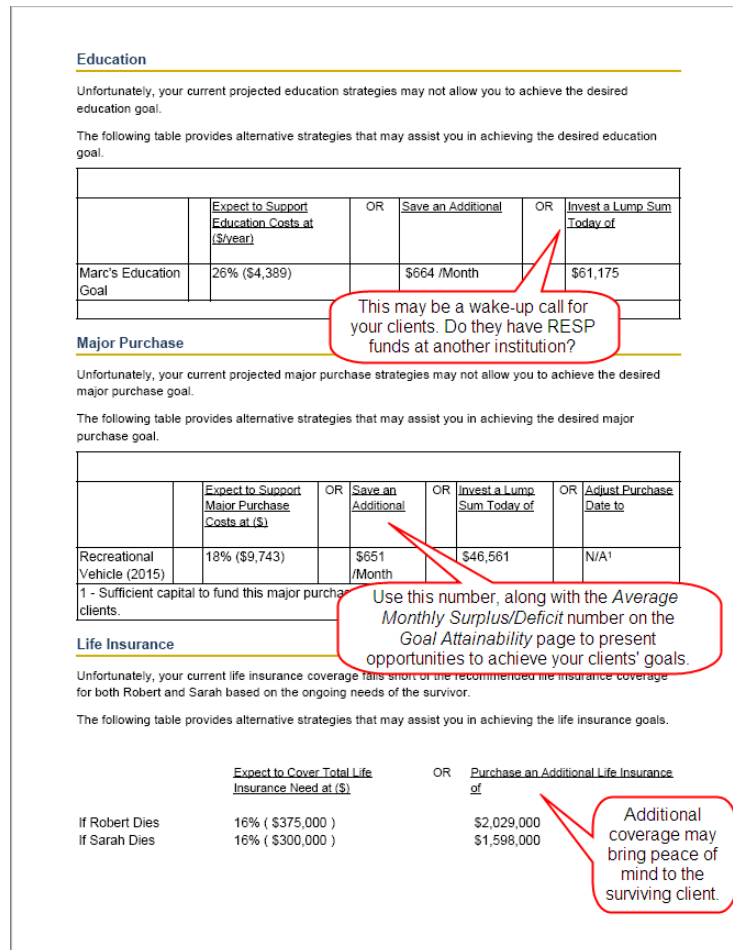 Education
Unfortunately, your current projected education strategies may not allow you to achieve the desired
education goal.
The following table provides alternative strategies that may assist you in achieving the desired education
goal.
Expect to Support OR Save an Additional OR Invest a Lump Sum
Education Costs at Today of
($/year)
Marc's Education 26% ($4,389) $664 /Month $61,175
Goal
This may be a wake-up call for
your clients. Do they have RESP
funds at another institution?
Major Purchase
Unfortunately, your current projected major purchase strategies may not allow you to achieve the desired
major purchase goal.
The following table provides alternative strategies that may assist you in achieving the desired major
purchase goal.
Expect to Support OR Save an OR Invest a Lump OR Adjust Purchase
Major Purchase Additional Sum Today of Date to
Costs at ($)
Recreational 18% ($9,743) $651 $46,561 N/A¹
Vehicle (2015) /Month
1 - Sufficient capital to fund this major
clients.
Use this number, along with the Average
Monthly Surplus/Deficit number on the
Goal Attainability page to present
opportunities to achieve your clients' goals.
Life Insurance
Unfortunately, your current life insurance coverage falls short of the recommended life insurance coverage
for both Robert and Sarah based on the ongoing needs of the survivor.
The following table provides alternative strategies that may assist you in achieving the life insurance goals.
Expect to Cover Total Life OR Purchase an Additional Life Insurance
Insurance Need at ($) of
If Robert Dies 16% ( $375,000 ) $2,029,000
If Sarah Dies 16% ( $300,000 ) $1,598,000
Additional
coverage may
bring peace of
mind to the
surviving client.